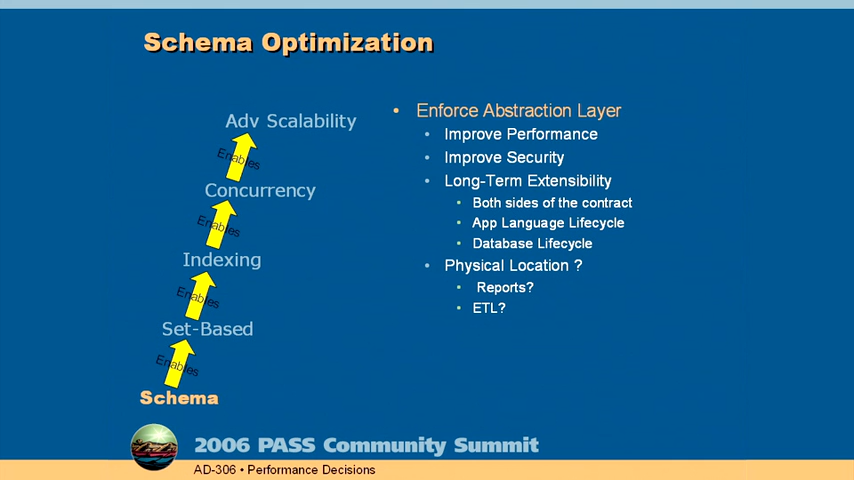 Schema Optimization
Adv Scalability
Enables
Concurrency
Enables
Indexing
Enables
Set-Based
Enables
Schema
• Enforce Abstraction Layer
• Improve Performance
• Improve Security
• Long-Term Extensibility
• Both sides of the contract
• App Language Lifecycle
• Database Lifecycle
• Physical Location ?
• Reports?
• ETL?
2006 PASS Community Summit
AD-306 • Performance Decisions